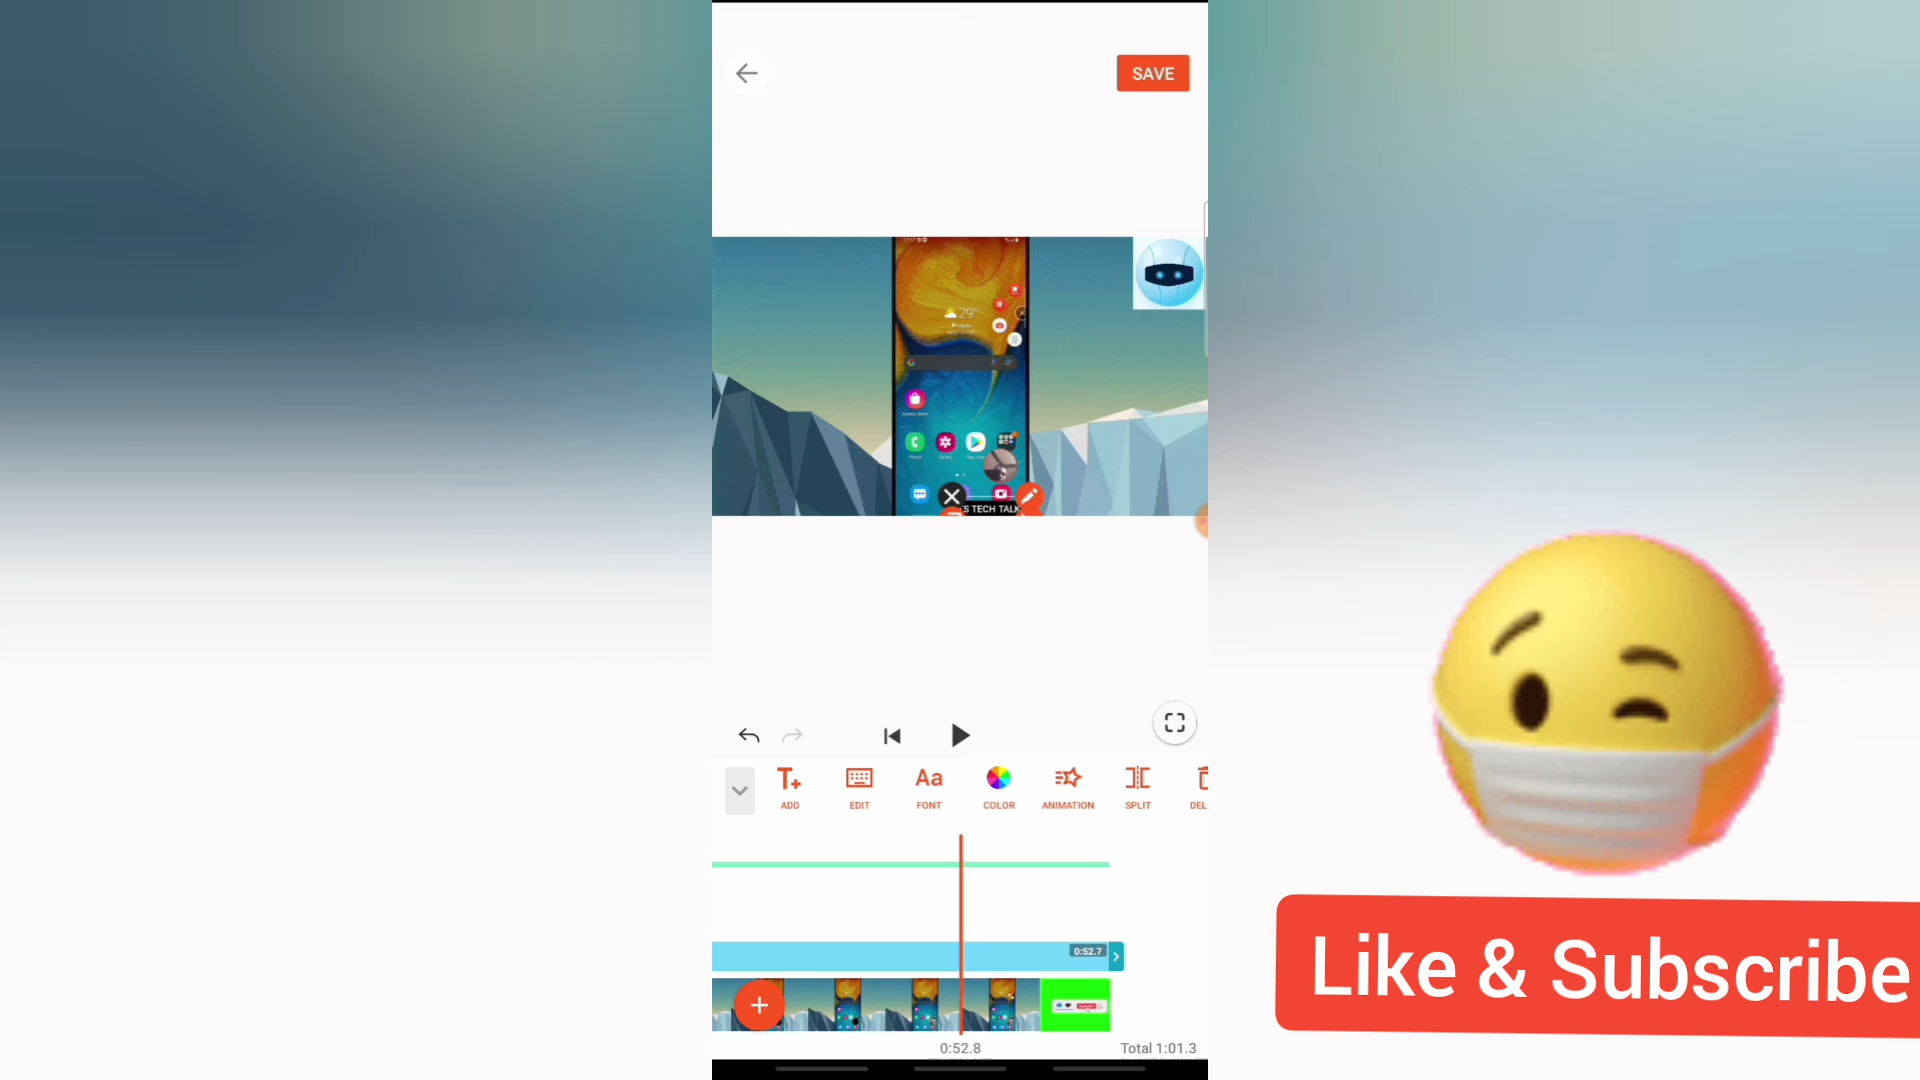 SAVE
29°
S TECH TALK
ADD
EDIT
FONT
COLOR
ANIMATION
SPLIT
DEL
0:52.7
0:52.8
Total 1:01.3
Like & Subscribe